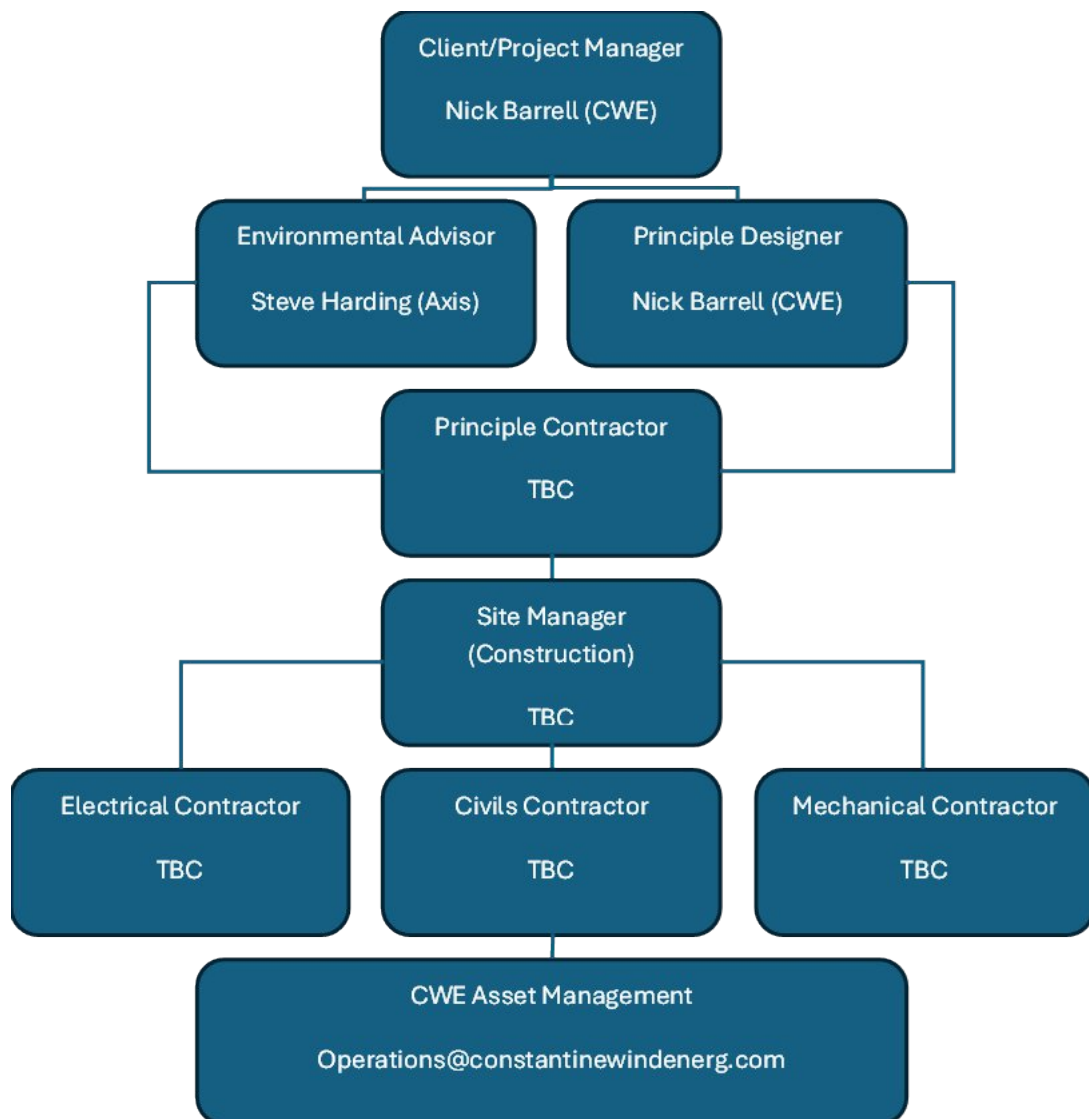 Client/Project Manager
Nick Barrell (CWE)
Environmental Advisor
Steve Harding (Axis)
Principle Designer
Nick Barrell (CWE)
Principle Contractor
TBC
Site Manager
(Construction)
TBC
Electrical Contractor
TBC
Civils Contractor
TBC
Mechanical Contractor
TBC
CWE Asset Management
Operations@constantinewindenerg.com